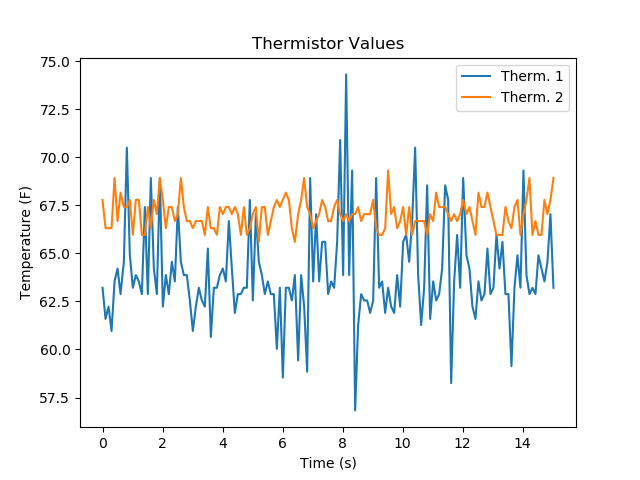 Thermistor Values
Therm. 1
Therm. 2
Temperature (F)
75.0
72.5
70.0
67.5
65.0
62.5
60.0
57.5
0 2 4 6 8 10 12 14
Time (s)